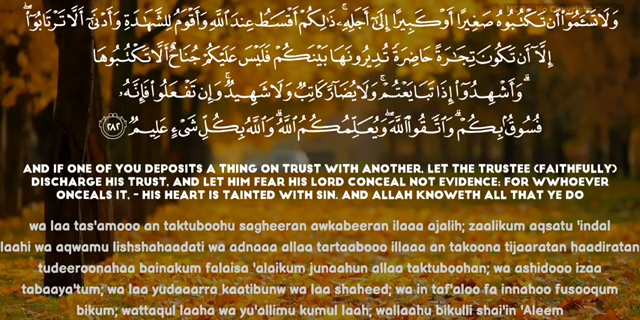 وَلَا تَسْـَٔمُوٓا۟ أَن تَكْتُبُوهُ صَغِيرًا أَوْ كَبِيرًا إِلَىٰٓ أَجَلِهِۦ ۚ ذَٰلِكُمْ أَقْسَطُ عِندَ ٱللَّهِ وَأَقْوَمُ لِلشَّهَٰدَةِ وَأَدْنَىٰٓ أَلَّا تَرْتَابُوٓا۟ ۖ
إِلَّآ أَن تَكُونَ تِجَٰرَةً حَاضِرَةً تُدِيرُونَهَا بَيْنَكُمْ فَلَيْسَ عَلَيْكُمْ جُنَاحٌ أَلَّا تَكْتُبُوهَا
ۗ وَأَشْهِدُوٓا۟ إِذَا تَبَايَعْتُمْ ۚ وَلَا يُضَآرَّ كَاتِبٌ وَلَا شَهِيدٌ ۚ وَإِن تَفْعَلُوا۟ فَإِنَّهُۥ
فُسُوقٌۢ بِكُمْ ۗ وَٱتَّقُوا۟ ٱللَّهَ ۖ وَيُعَلِّمُكُمُ ٱللَّهُ ۗ وَٱللَّهُ بِكُلِّ شَىْءٍ عَلِيمٌ ﴿٢٨٢﴾
AND IF ONE OF YOU DEPOSITS A THING ON TRUST WITH ANOTHER, LET THE TRUSTEE (FAITHFULLY)
DISCHARGE HIS TRUST, AND LET HIM FEAR HIS LORD CONCEAL NOT EVIDENCE; FOR WWHOEVER
ONCEALS IT, - HIS HEART IS TAINTED WITH SIN. AND ALLAH KNOWETH ALL THAT YE DO
wa laa tas'amooo an taktuboohu sagheeran awkabeeran ilaaa ajalih; zaalikum aqsatu 'indal
laahi wa aqwamu lishshahaadati wa adnaaa allaa tartaabooo illaaa an takoona tijaaratan haadiratan
tudeeroonahaa bainakum falaisa 'alaikum junaahun allaa taktuboohan; wa ashidooo izaa
tabaaya'tum; wa laa yudaaarra kaatibunw wa laa shaheed; wa in taf'aloo fa innahoo fusooqum
bikum; wattaqul laaha wa yu'allimu kumul laah; wallaahu bikulli shai'in 'Aleem